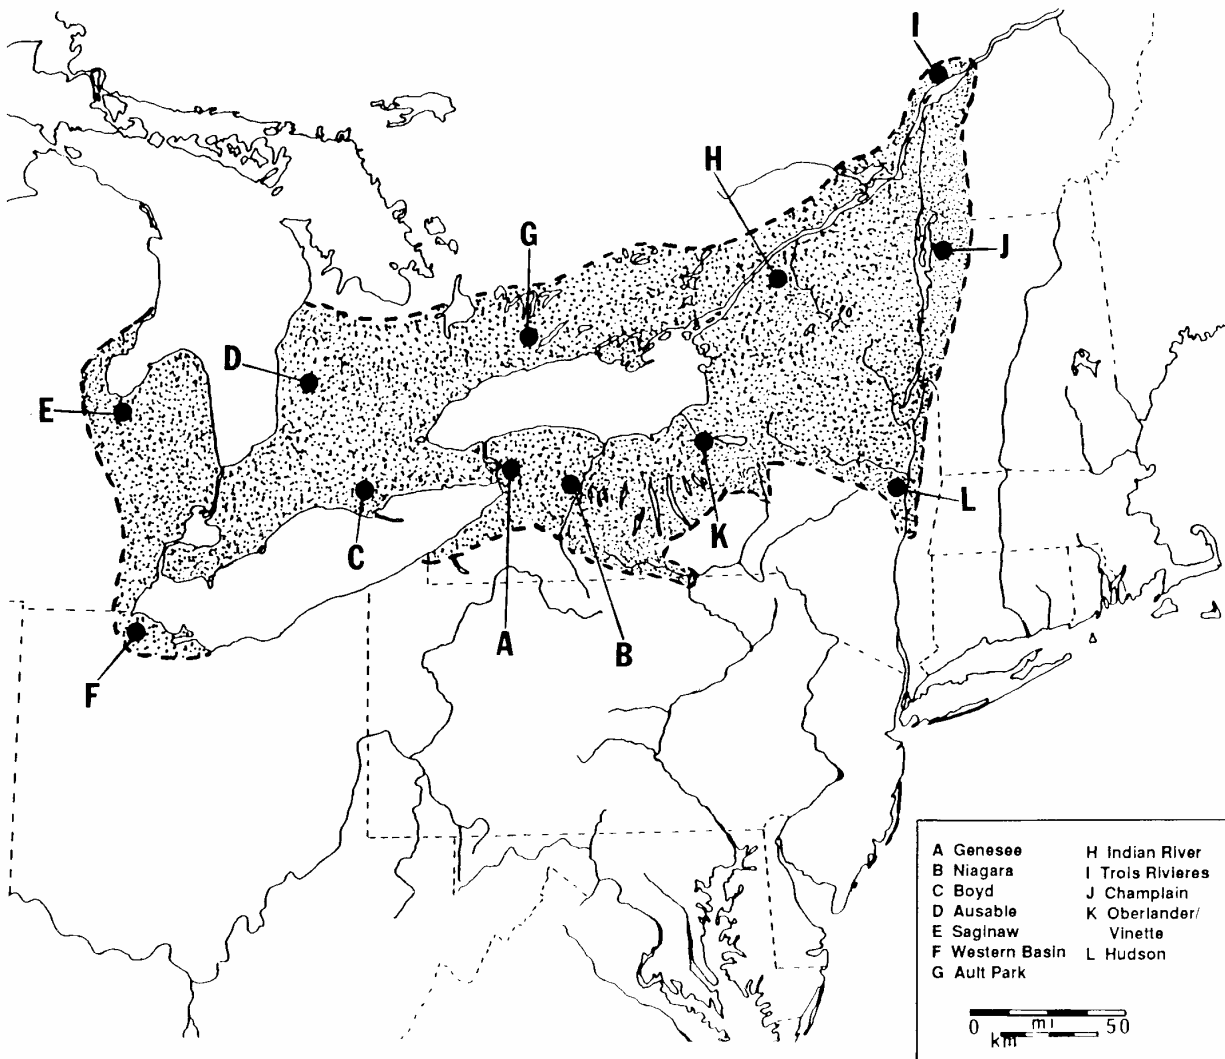 I
H
G
J
D
E
L
K
C
A
B
F
A Genesee
B Niagara
C Boyd
D Ausable
E Saginaw
F Western Basin
G Ault Park
H Indian River
I Trois Rivieres
J Champlain
K Oberlander/
Vinette
L Hudson
0 mi 50
km